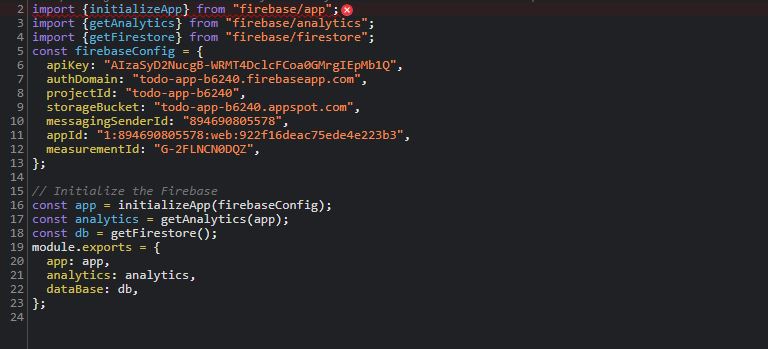 2 import {initializeApp} from "firebase/app";
3 import {getAnalytics} from "firebase/analytics";
4 import {getFirestore} from "firebase/firestore";
5 const firebaseConfig = {
6   apiKey: "AIzaSyD2NucgB-WRMT4DclcFCoa0GMrgIEpMb1Q",
7   authDomain: "todo-app-b6240.firebaseapp.com",
8   projectId: "todo-app-b6240",
9   storageBucket: "todo-app-b6240.appspot.com",
10   messagingSenderId: "894690805578",
11   appId: "1:894690805578:web:922f16deac75ede4e223b3",
12   measurementId: "G-2FLNCN0DQZ",
13 };
14
15 // Initialize the Firebase
16 const app = initializeApp(firebaseConfig);
17 const analytics = getAnalytics(app);
18 const db = getFirestore();
19 module.exports = {
20   app: app,
21   analytics: analytics,
22   dataBase: db,
23 };
24